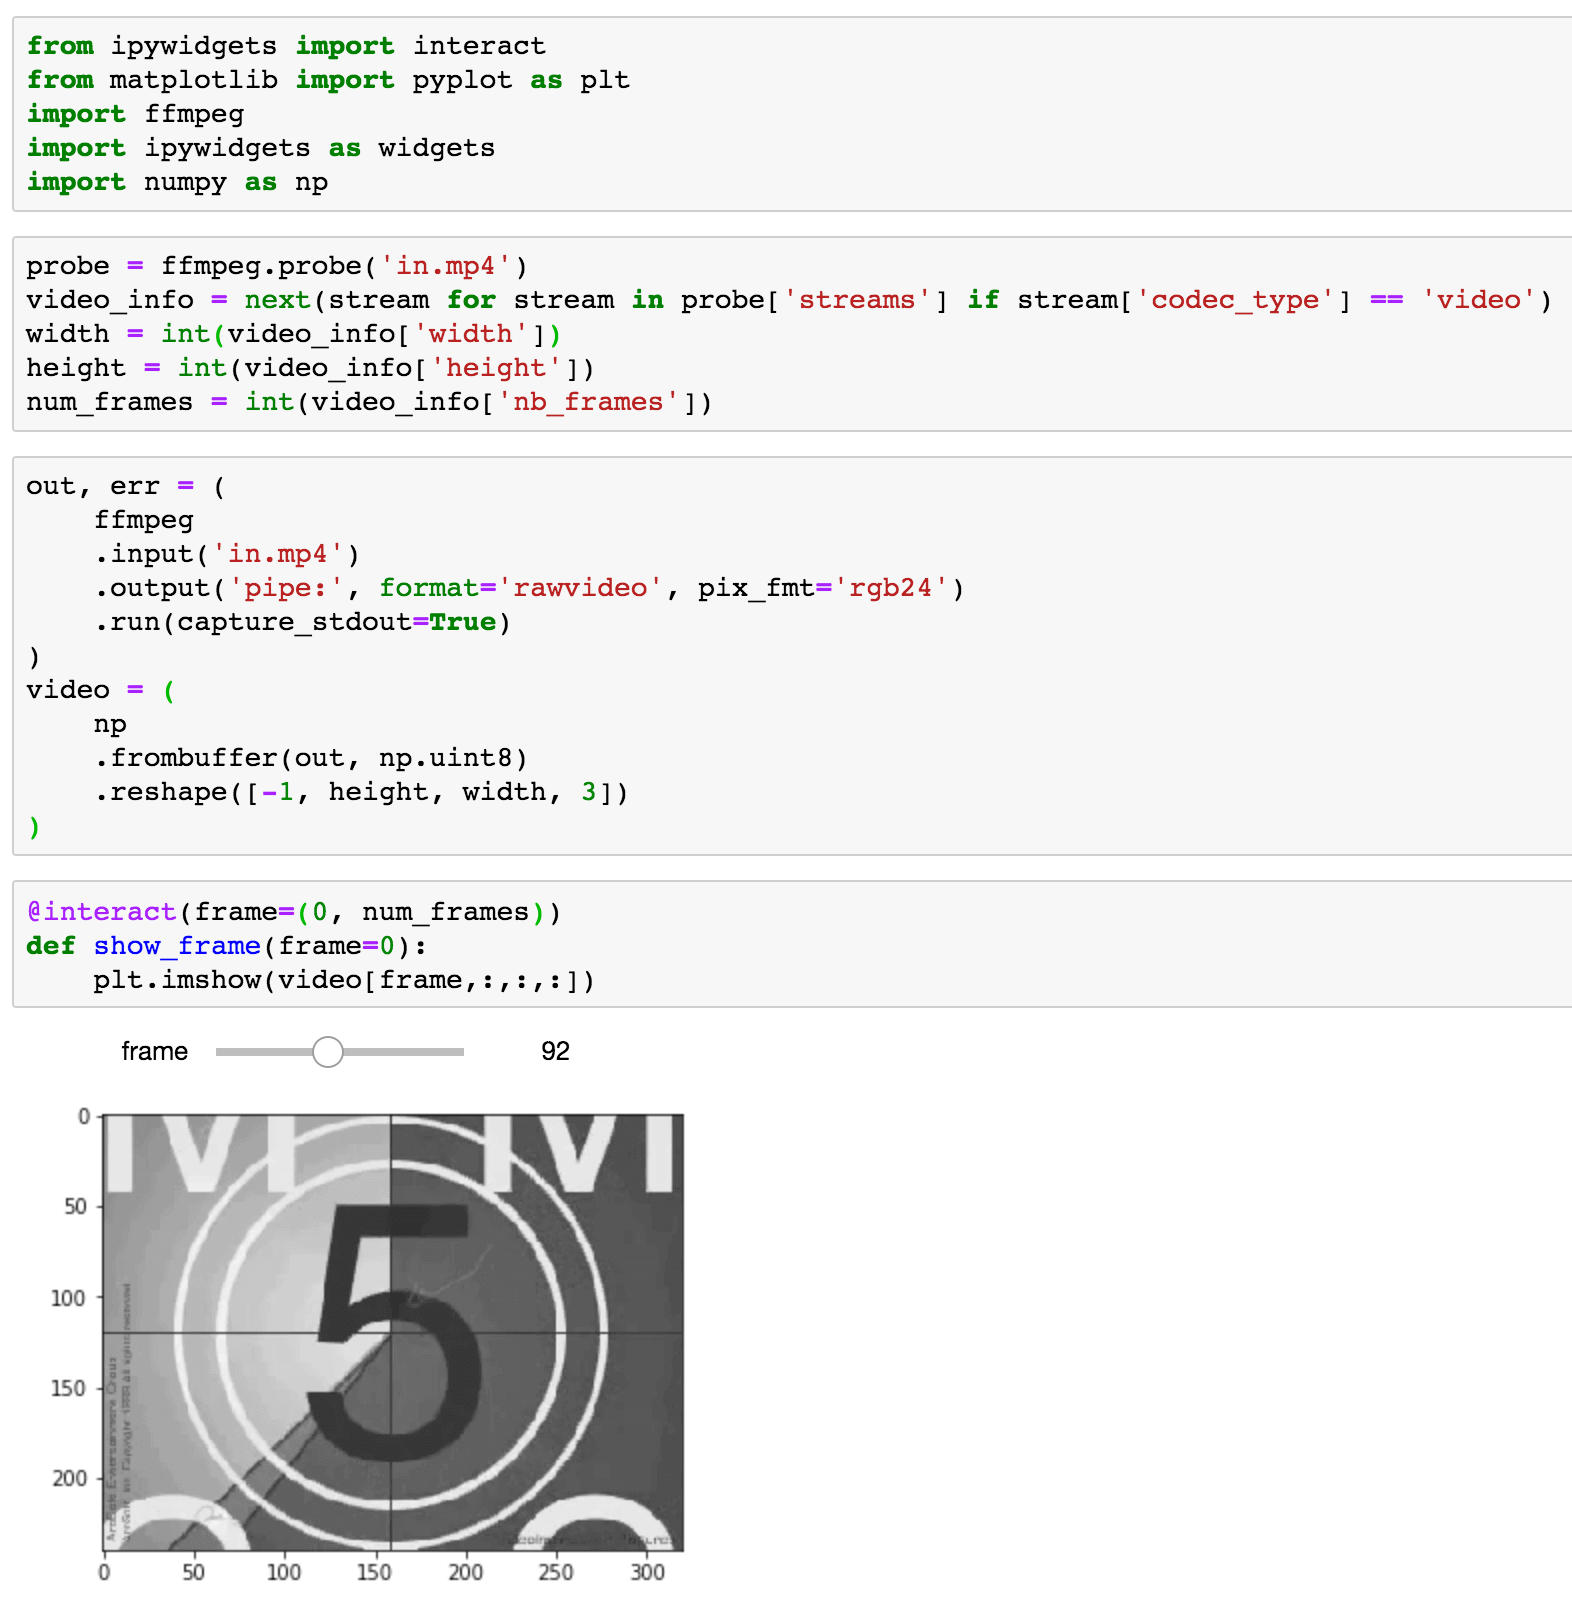 from ipywidgets import interact
from matplotlib import pyplot as plt
import ffmpeg
import ipywidgets as widgets
import numpy as np
probe = ffmpeg.probe('in.mp4')
video_info = next(stream for stream in probe['streams'] if stream['codec_type'] == 'video')
width = int(video_info['width'])
height = int(video_info['height'])
num_frames = int(video_info['nb_frames'])
out, err = (
    ffmpeg
    .input('in.mp4')
    .output('pipe:', format='rawvideo', pix_fmt='rgb24')
    .run(capture_stdout=True)
)
video = (
    np
    .frombuffer(out, np.uint8)
    .reshape([-1, height, width, 3])
)
@interact(frame=(0, num_frames))
def show_frame(frame=0):
    plt.imshow(video[frame,:,:,:])
frame 92
0
50
100
150
200
M M
5
0 50 100 150 200 250 300